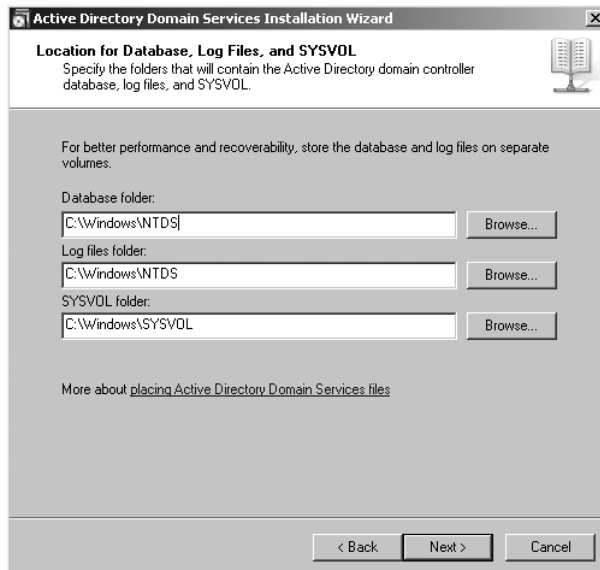 Active Directory Domain Services Installation Wizard
Location for Database, Log Files, and SYSVOL
Specify the folders that will contain the Active Directory domain controller
database, log files, and SYSVOL.
For better performance and recoverability, store the database and log files on separate
volumes.
Database folder:
C:\Windows\NTDS
Browse...
Log files folder:
C:\Windows\NTDS
Browse...
SYSVOL folder:
C:\Windows\SYSVOL
Browse...
More about placing Active Directory Domain Services files
< Back Next > Cancel